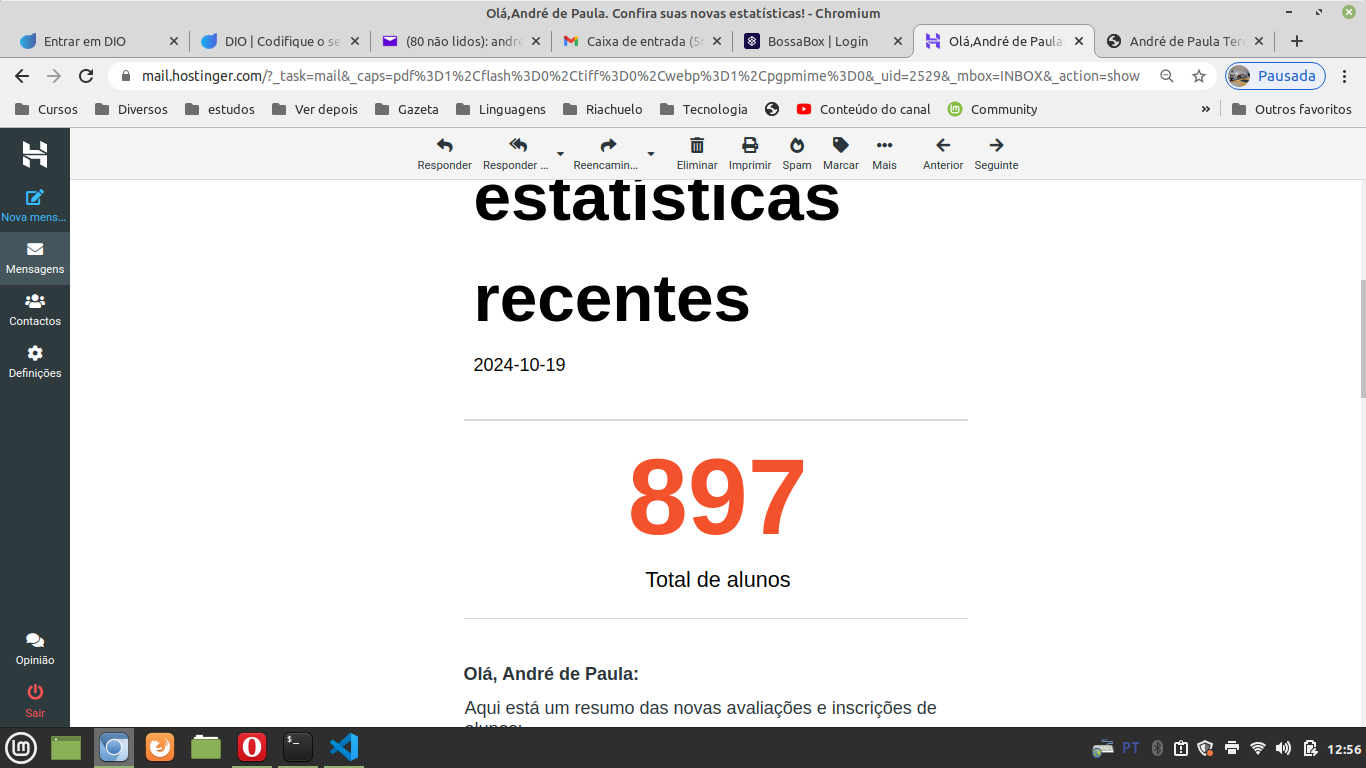 Olá,André de Paula. Confira suas novas estatísticas! - Chromium
Entrar em DIO
DIO | Codifique o se
(80 não lidos): andre
Caixa de entrada (56
BossaBox | Login
Olá,André de Paula.
André de Paula Terc
mail.hostinger.com/?_task=mail&_caps=pdf%3D1%2Cflash%3D0%2Ctiff%3D0%2Cwebp%3D1%2Cpgpmime%3D0&_uid=2529&_mbox=INBOX&_action=show
Pausada
Cursos
Diversos
estudos
Ver depois
Gazeta
Linguagens
Riachuelo
Tecnologia
Conteúdo do canal
Community
»
Outros favoritos
Responder
Responder ...
Reencamin...
Eliminar
Imprimir
Spam
Marcar
Mais
Anterior
Seguinte
Nova mens...
Mensagens
Contactos
Definições
Opinião
Sair
estatísticas
recentes
2024-10-19
897
Total de alunos
Olá, André de Paula:
Aqui está um resumo das novas avaliações e inscrições de
alunos:
PT
12:56